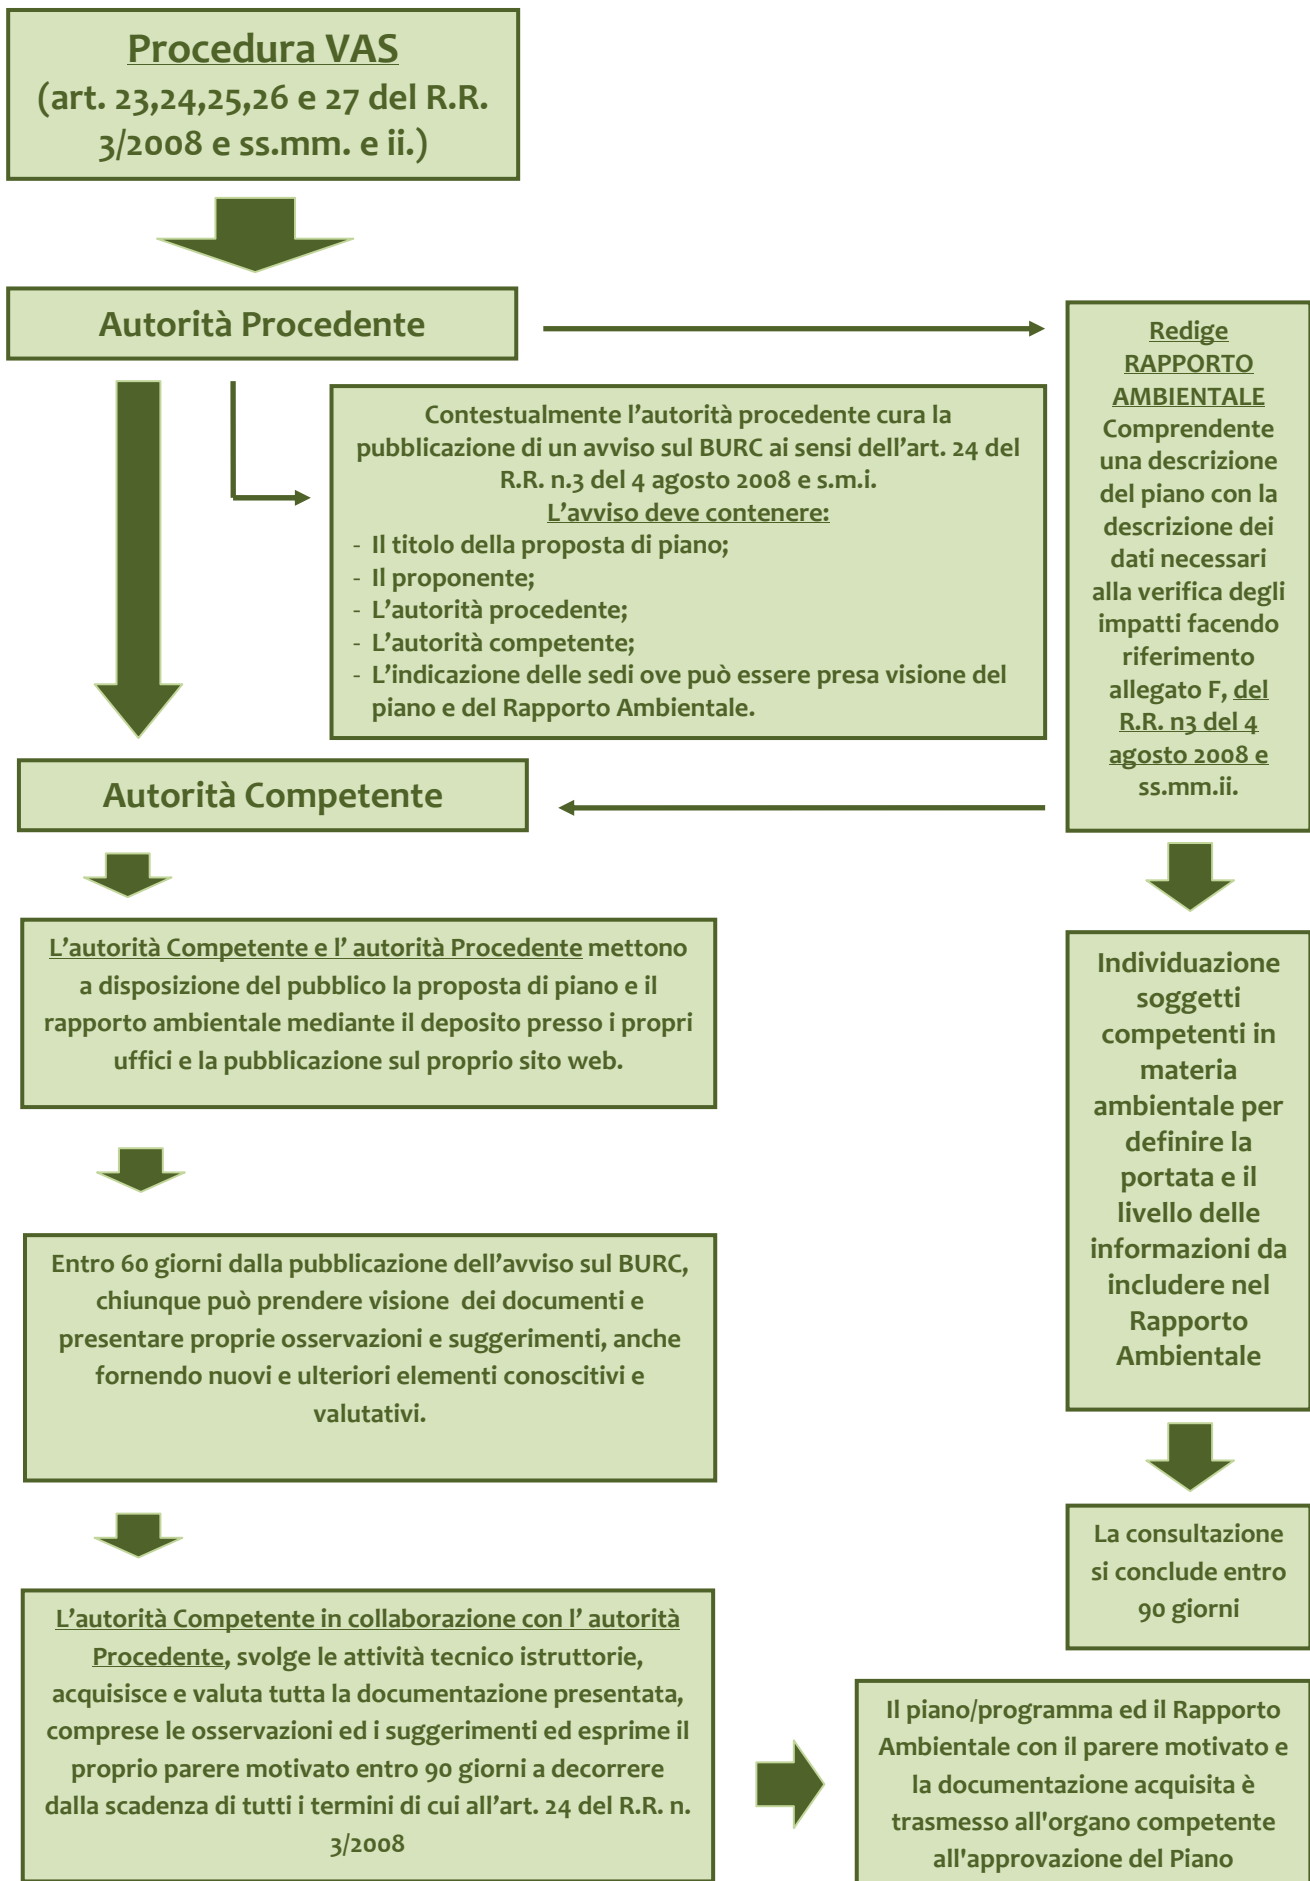 Procedura VAS
(art. 23,24,25,26 e 27 del R.R.
3/2008 e ss.mm. e ii.)
Autorità Procedente
Redige
RAPPORTO
AMBIENTALE
Comprendente
una descrizione
del piano con la
descrizione dei
dati necessari
alla verifica degli
impatti facendo
riferimento
allegato F, del
R.R. n3 del 4
agosto 2008 e
ss.mm.ii.
Contestualmente l'autorità procedente cura la
pubblicazione di un avviso sul BURC ai sensi dell'art. 24 del
R.R. n.3 del 4 agosto 2008 e s.m.i.
L'avviso deve contenere:
- Il titolo della proposta di piano;
- Il proponente;
- L'autorità procedente;
- L'autorità competente;
- L'indicazione delle sedi ove può essere presa visione del
piano e del Rapporto Ambientale.
Autorità Competente
L'autorità Competente e l' autorità Procedente mettono
a disposizione del pubblico la proposta di piano e il
rapporto ambientale mediante il deposito presso i propri
uffici e la pubblicazione sul proprio sito web.
Individuazione
soggetti
competenti in
materia
ambientale per
definire la
portata e il
livello delle
informazioni da
includere nel
Rapporto
Ambientale
Entro 60 giorni dalla pubblicazione dell'avviso sul BURC,
chiunque può prendere visione  dei documenti e
presentare proprie osservazioni e suggerimenti, anche
fornendo nuovi e ulteriori elementi conoscitivi e
valutativi.
La consultazione
si conclude entro
90 giorni
L'autorità Competente in collaborazione con l' autorità
Procedente, svolge le attività tecnico istruttorie,
acquisisce e valuta tutta la documentazione presentata,
comprese le osservazioni ed i suggerimenti ed esprime il
proprio parere motivato entro 90 giorni a decorrere
dalla scadenza di tutti i termini di cui all'art. 24 del R.R. n.
3/2008
Il piano/programma ed il Rapporto
Ambientale con il parere motivato e
la documentazione acquisita è
trasmesso all'organo competente
all'approvazione del Piano